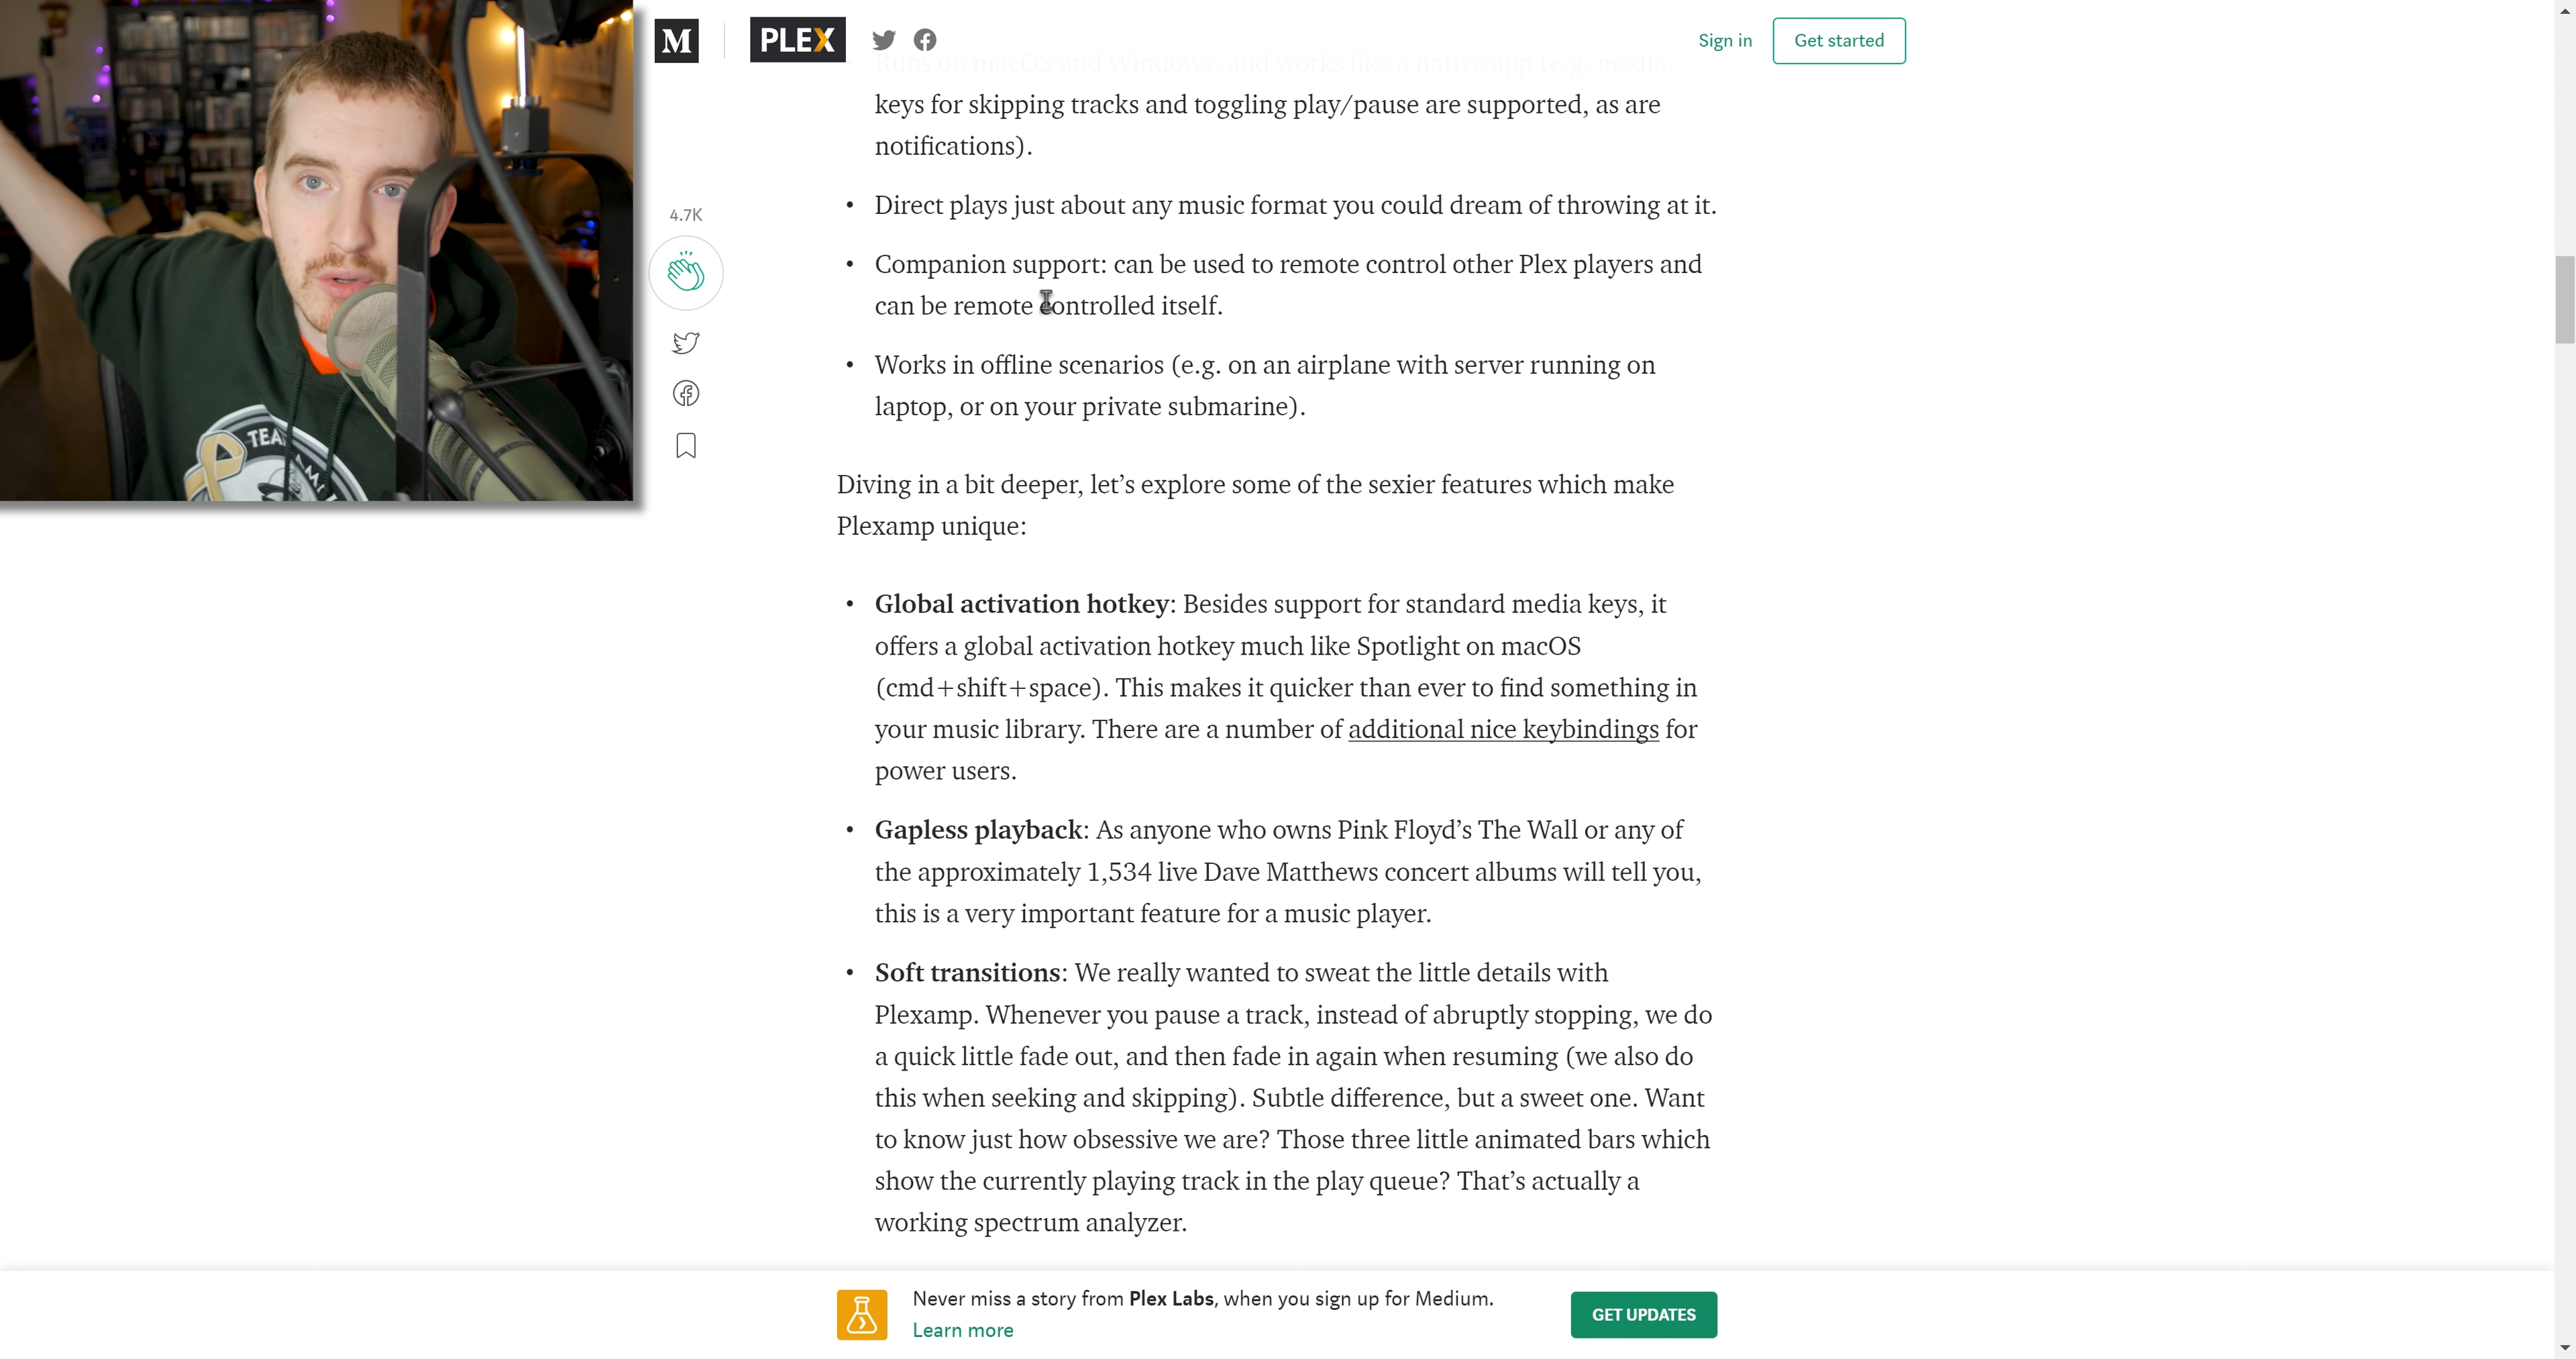 M
PLEX
Sign in
Get started
Runs on macOS and Windows, and works like a native app (e.g. media
keys for skipping tracks and toggling play/pause are supported, as are
notifications).
• Direct plays just about any music format you could dream of throwing at it.
• Companion support: can be used to remote control other Plex players and
can be remote controlled itself.
• Works in offline scenarios (e.g. on an airplane with server running on
laptop, or on your private submarine).
4.7K
TEA
Diving in a bit deeper, let’s explore some of the sexier features which make
Plexamp unique:
• Global activation hotkey: Besides support for standard media keys, it
offers a global activation hotkey much like Spotlight on macOS
(cmd+shift+space). This makes it quicker than ever to find something in
your music library. There are a number of additional nice keybindings for
power users.
• Gapless playback: As anyone who owns Pink Floyd’s The Wall or any of
the approximately 1,534 live Dave Matthews concert albums will tell you,
this is a very important feature for a music player.
• Soft transitions: We really wanted to sweat the little details with
Plexamp. Whenever you pause a track, instead of abruptly stopping, we do
a quick little fade out, and then fade in again when resuming (we also do
this when seeking and skipping). Subtle difference, but a sweet one. Want
to know just how obsessive we are? Those three little animated bars which
show the currently playing track in the play queue? That’s actually a
working spectrum analyzer.
Never miss a story from Plex Labs, when you sign up for Medium.
Learn more
GET UPDATES